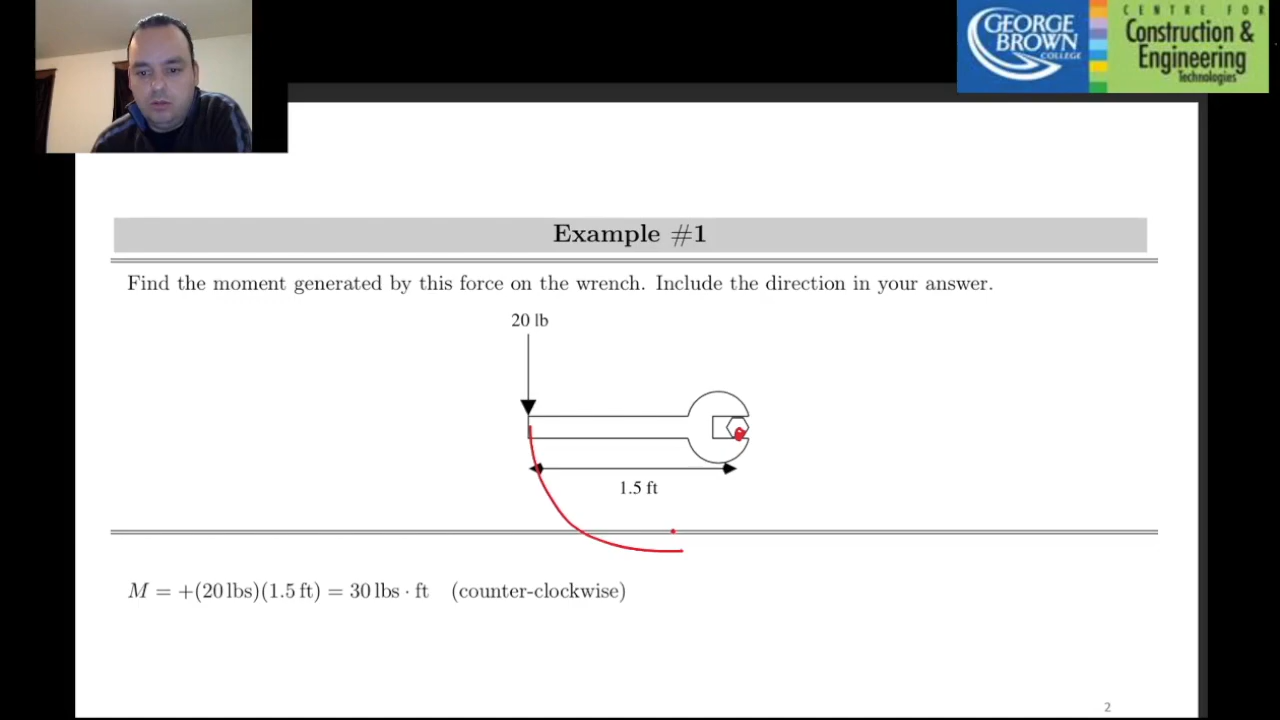 GEORGE
BROWN
COLLEGE
CENTRE FOR
Construction &
Engineering
Technologies
Example #1
Find the moment generated by this force on the wrench. Include the direction in your answer.
20 lb
1.5 ft
M = +(20 lbs)(1.5 ft) = 30 lbs · ft (counter-clockwise)
2